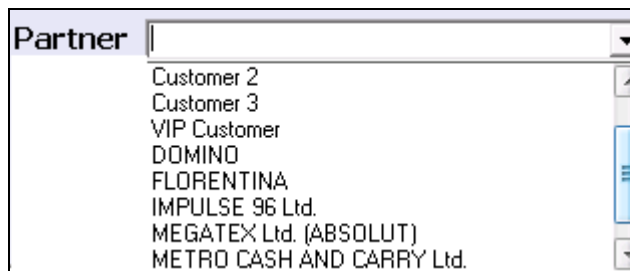 Partner
Customer 2
Customer 3
VIP Customer
DOMINO
FLORENTINA
IMPULSE 96 Ltd.
MEGATEX Ltd. (ABSOLUT)
METRO CASH AND CARRY Ltd.